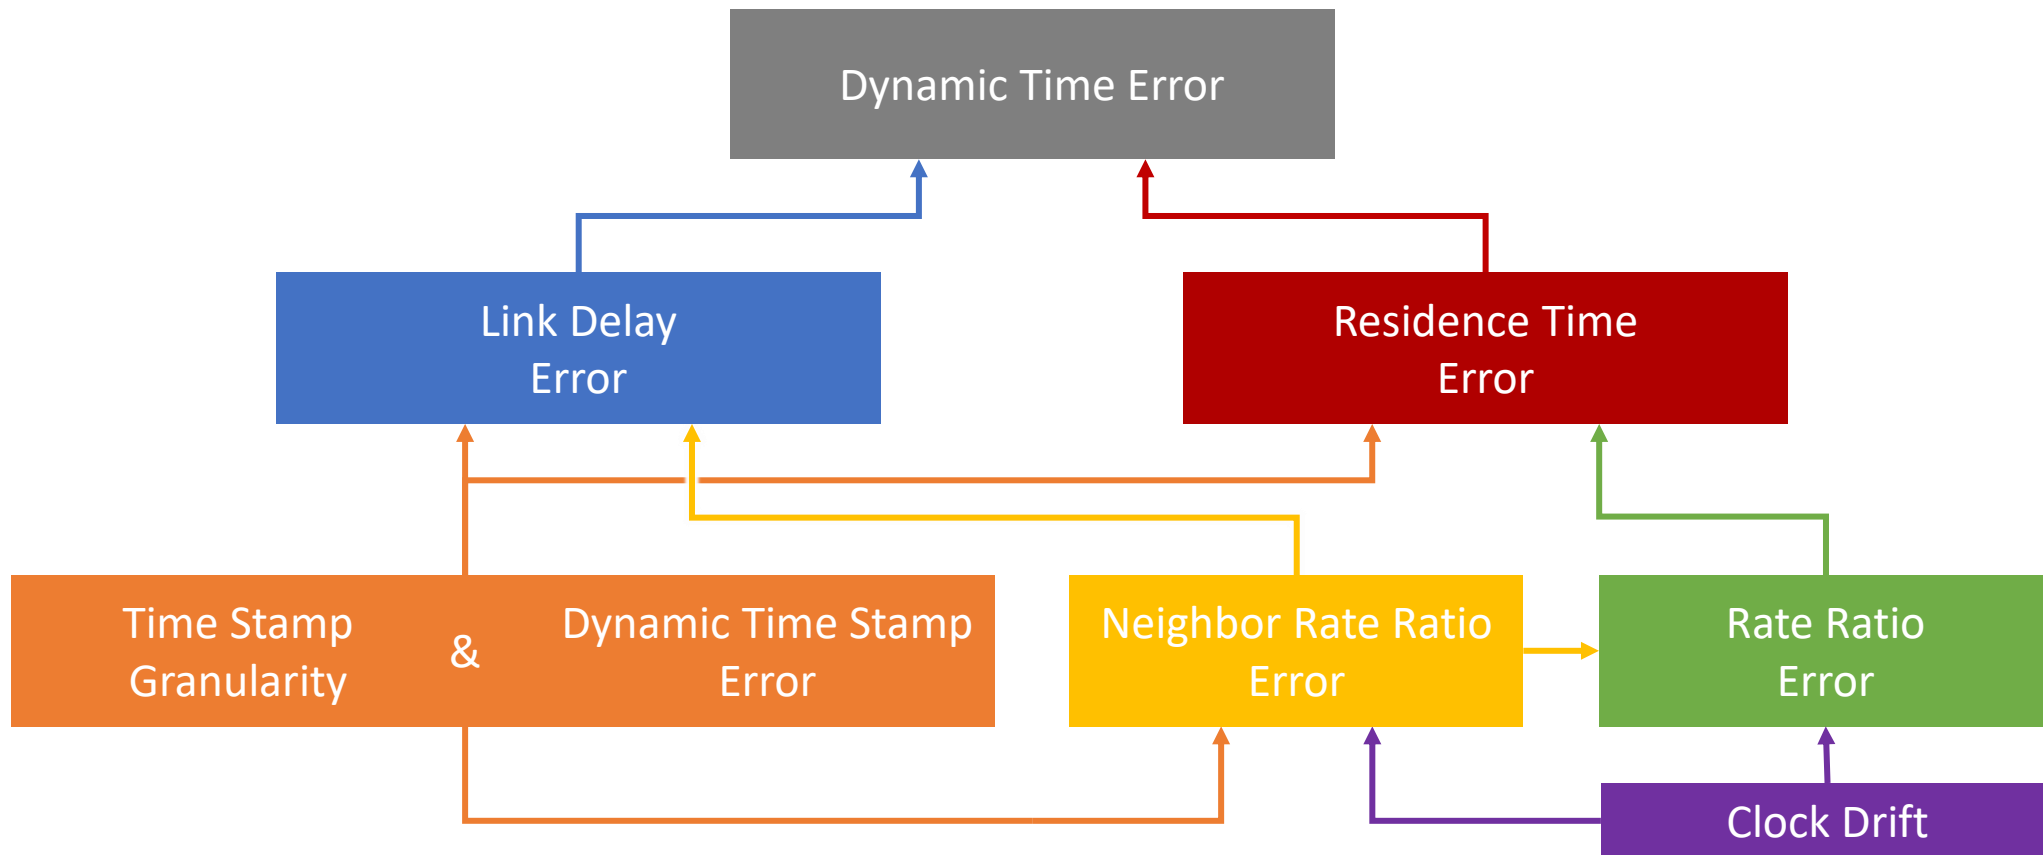 Dynamic Time Error
Link Delay
Error
Residence Time
Error
Time Stamp
Granularity
&
Dynamic Time Stamp
Error
Neighbor Rate Ratio
Error
Rate Ratio
Error
Clock Drift